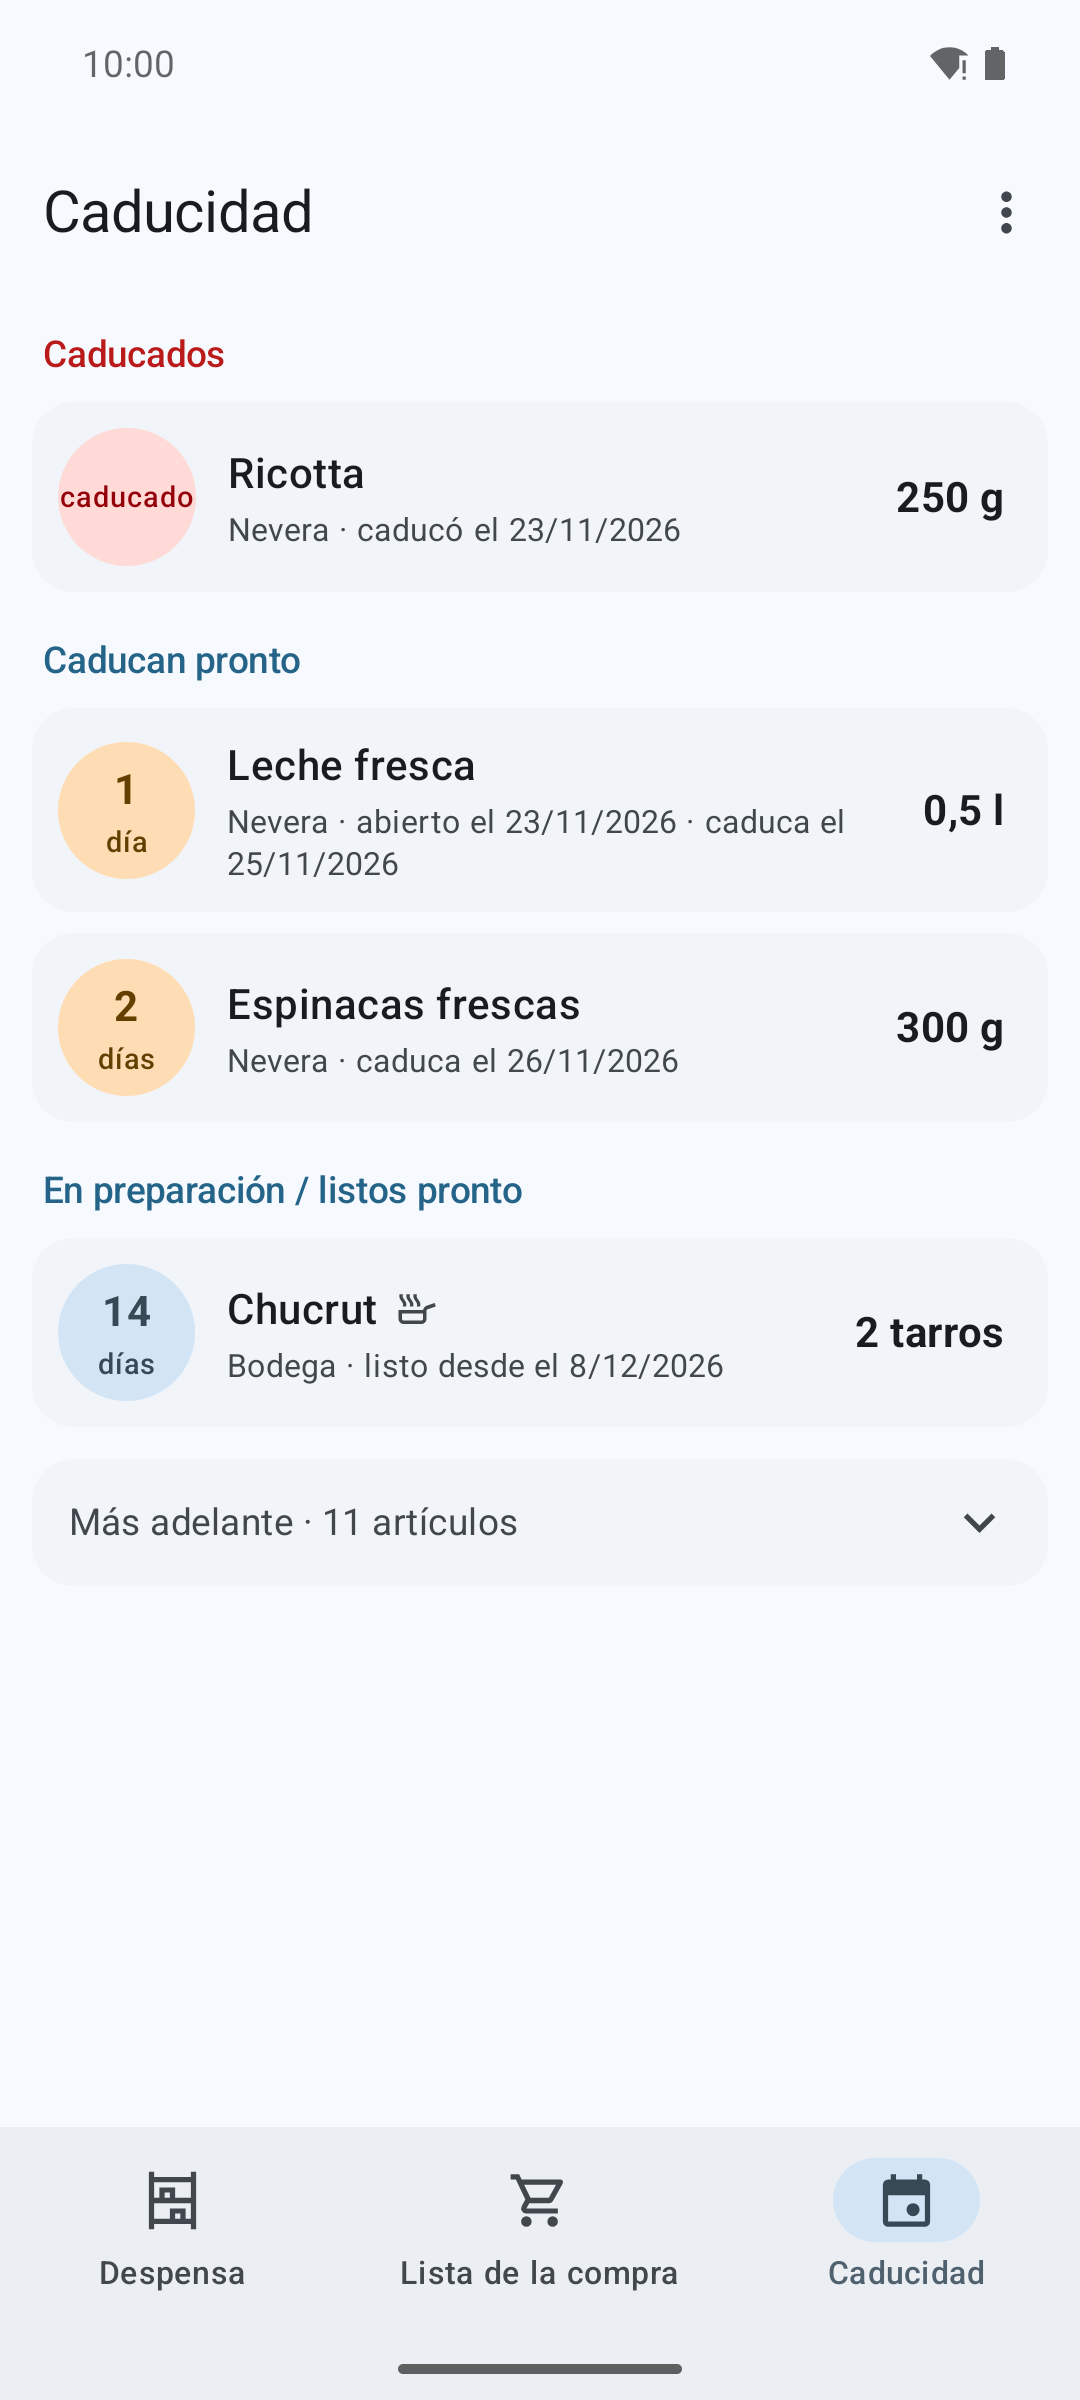 10:00
Caducidad
Caducados
caducado
Ricotta
Nevera · caducó el 23/11/2026
250 g
Caducan pronto
1
día
Leche fresca
Nevera · abierto el 23/11/2026 · caduca el
25/11/2026
0,5 l
2
días
Espinacas frescas
Nevera · caduca el 26/11/2026
300 g
En preparación / listos pronto
14
días
Chucrut
Bodega · listo desde el 8/12/2026
2 tarros
Más adelante · 11 artículos
Despensa
Lista de la compra
Caducidad